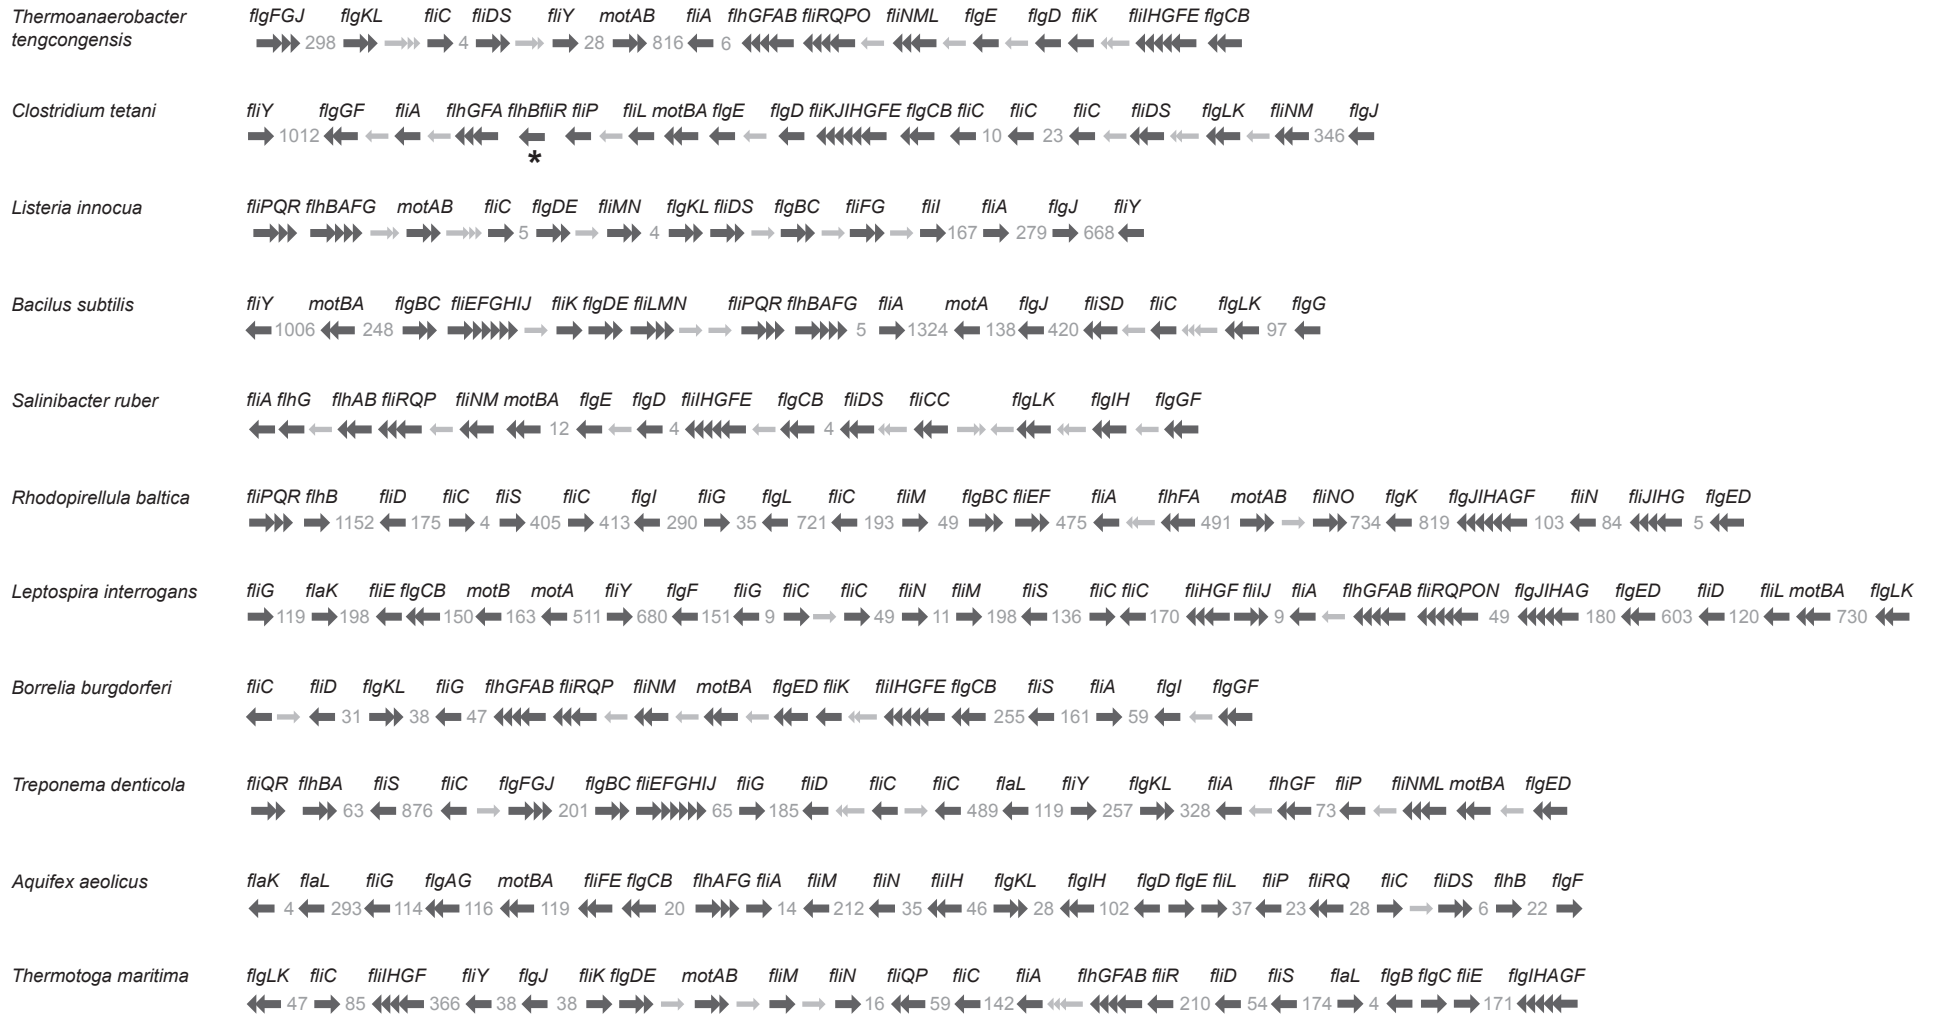 flgFGJ flgKL fliC fliDS fliY motAB fliA flhGFAB fliRQPO fliNML flgE flgD fliK fliIHGFE flgCB
Thermoanaerobacter
tengcongensis
298 4 28 816 6
Clostridium tetani fliY flgGF fliA flhGFA flhBfliR fliP fliL motBA flgE flgD fliKJIHGFE flgCB fliC fliC fliC fliDS flgLK fliNM flgJ
1012 10 23 346
*
Listeria innocua fliPQR flhBAFG motAB fliC flgDE fliMN flgKL fliDS flgBC fliFG fliI fliA flgJ fliY
5 4 167 279 668
Bacilus subtilis fliY motBA flgBC fliEFGHIJ fliK flgDE fliLMN fliPQR flhBAFG fliA motA flgJ fliSD fliC flgLK flgG
1006 248 5 1324 138 420 97
Salinibacter ruber fliA flhG flhAB fliRQP fliNM motBA flgE flgD fliIHGFE flgCB fliDS fliCC flgLK flgIH flgGF
12 4 4
Rhodopirellula baltica fliPQR flhB fliD fliC fliS fliC flgI fliG flgL fliC fliM flgBC fliEF fliA flhFA motAB fliNO flgK flgJIHAGF fliN fliJIHG flgED
1152 175 4 405 413 290 35 721 193 49 475 491 734 819 103 84 5
Leptospira interrogans fliG flaK fliE flgCB motB motA fliY flgF fliG fliC fliC fliN fliM fliS fliC fliC fliHGF fliIJ fliA flhGFAB fliRQPON flgJIHAG flgED fliD fliL motBA flgLK
119 198 150 163 511 680 151 9 49 11 198 136 170 9 49 180 603 120 730
Borrelia burgdorferi fliC fliD flgKL fliG flhGFAB fliRQP fliNM motBA flgED fliK fliIHGFE flgCB fliS fliA flgI flgGF
31 38 47 255 161 59
Treponema denticola fliQR flhBA fliS fliC flgFGJ flgBC fliEFGHIJ fliG fliD fliC fliC flaL fliY flgKL fliA flhGF fliP fliNML motBA flgED
63 876 201 65 185 489 119 257 328 73
Aquifex aeolicus flaK flaL fliG flgAG motBA fliFE flgCB flhAFG fliA fliM fliN fliIH flgKL flgIH flgD flgE fliL fliP fliRQ fliC fliDS flhB flgF
4 293 114 116 119 20 14 212 35 46 28 102 37 23 28 6 22
Thermotoga maritima flgLK fliC fliIHGF fliY flgJ fliK flgDE motAB fliM fliN fliQP fliC fliA flhGFAB fliR fliD fliS flaL flgB flgC fliE flgIHAGF
47 85 366 38 38 16 59 142 210 54 174 4 171